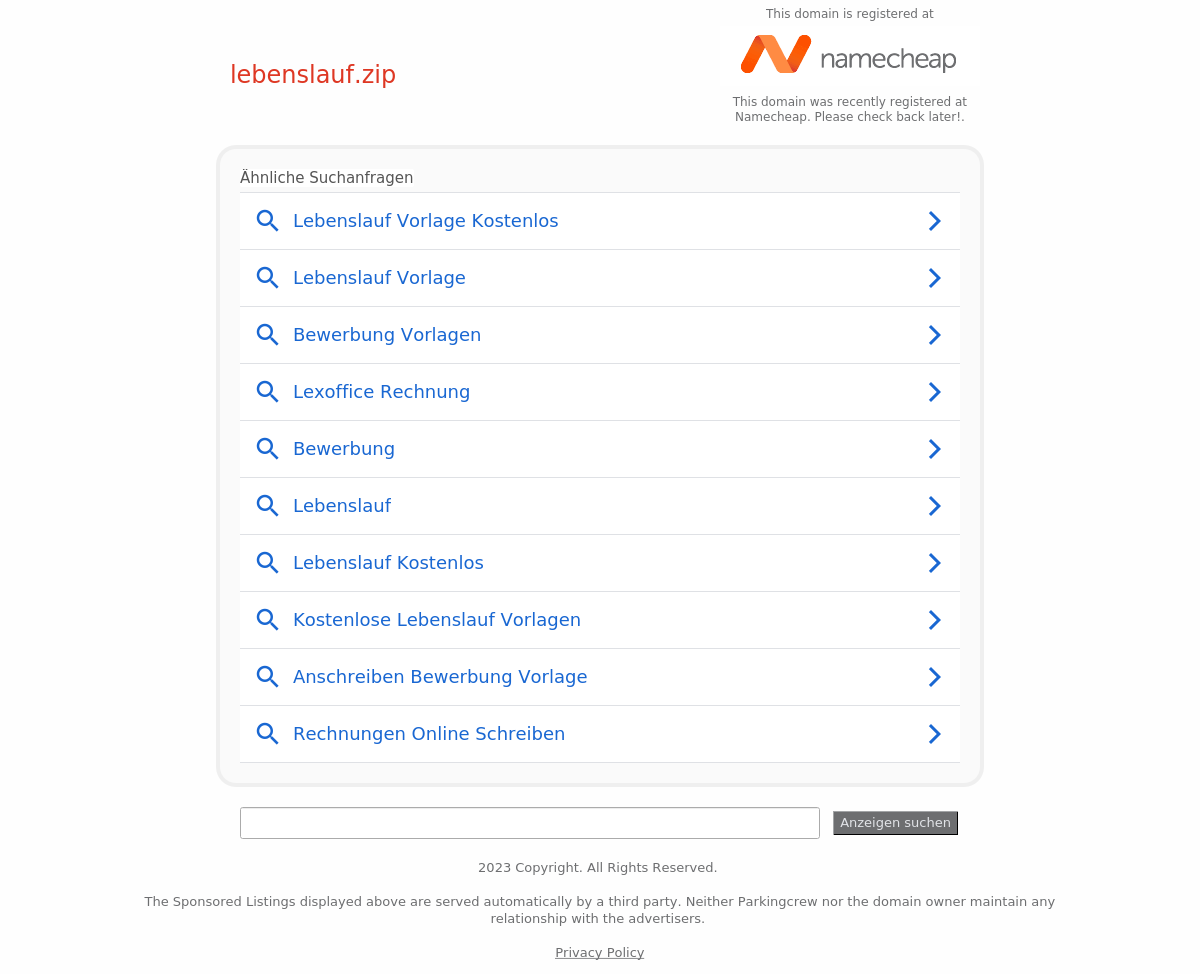 This domain is registered at
namecheap
lebenslauf.zip
This domain was recently registered at
Namecheap. Please check back later!.
Ähnliche Suchanfragen
Lebenslauf Vorlage Kostenlos
Lebenslauf Vorlage
Bewerbung Vorlagen
Lexoffice Rechnung
Bewerbung
Lebenslauf
Lebenslauf Kostenlos
Kostenlose Lebenslauf Vorlagen
Anschreiben Bewerbung Vorlage
Rechnungen Online Schreiben
Anzeigen suchen
2023 Copyright. All Rights Reserved.
The Sponsored Listings displayed above are served automatically by a third party. Neither Parkingcrew nor the domain owner maintain any
relationship with the advertisers.
Privacy Policy